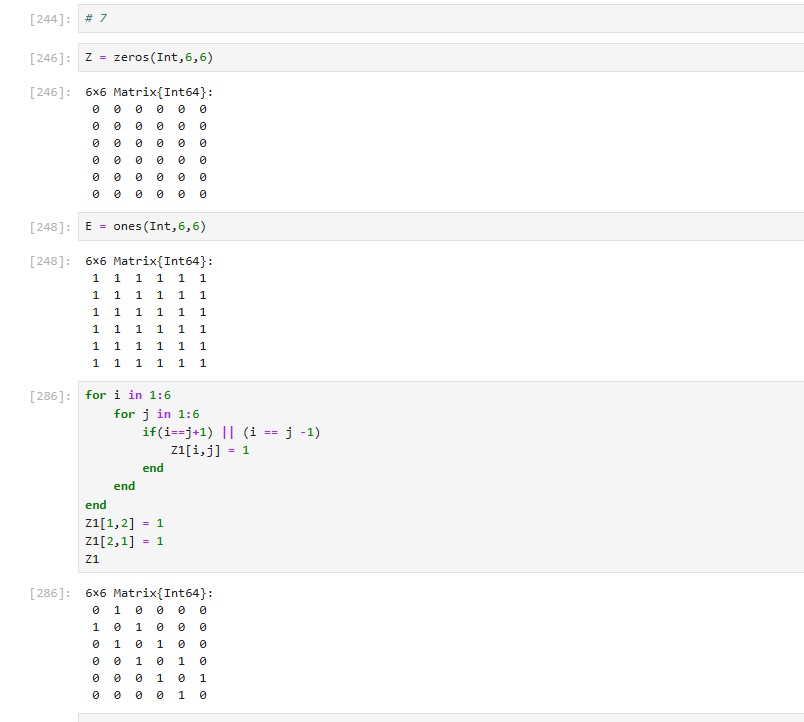 [244]: # 7
[246]: Z = zeros(Int,6,6)
[246]: 6×6 Matrix{Int64}:
0 0 0 0 0 0
0 0 0 0 0 0
0 0 0 0 0 0
0 0 0 0 0 0
0 0 0 0 0 0
0 0 0 0 0 0
[248]: E = ones(Int,6,6)
[248]: 6×6 Matrix{Int64}:
1 1 1 1 1 1
1 1 1 1 1 1
1 1 1 1 1 1
1 1 1 1 1 1
1 1 1 1 1 1
1 1 1 1 1 1
[286]: for i in 1:6
for j in 1:6
if(i==j+1) || (i == j -1)
Z1[i,j] = 1
end
end
end
Z1[1,2] = 1
Z1[2,1] = 1
Z1
[286]: 6×6 Matrix{Int64}:
0 1 0 0 0 0
1 0 1 0 0 0
0 1 0 1 0 0
0 0 1 0 1 0
0 0 0 1 0 1
0 0 0 0 1 0